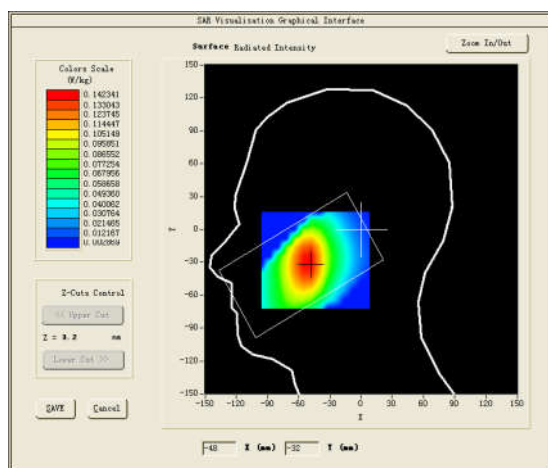 SAR Visualisation Graphical Interface
Surface Radiated Intensity
Zoom In/Out
Colors Scale
(W/kg)
0.142341
0.133043
0.123745
0.114447
0.105149
0.095851
0.086552
0.077254
0.067956
0.058658
0.049360
0.040062
0.030764
0.021465
0.012167
0.002869
Z-Cuts Control
<< Upper Cut
Z = 3.2 mm
Lower Cut >>
SAVE
Cancel
150-
120-
90-
60-
30-
0-
-30-
-60-
-90-
-120-
-150-
Y
-150 -120 -90 -60 -30 0 30 60 90 120 150
X
-48 X (mm) -32 Y (mm)